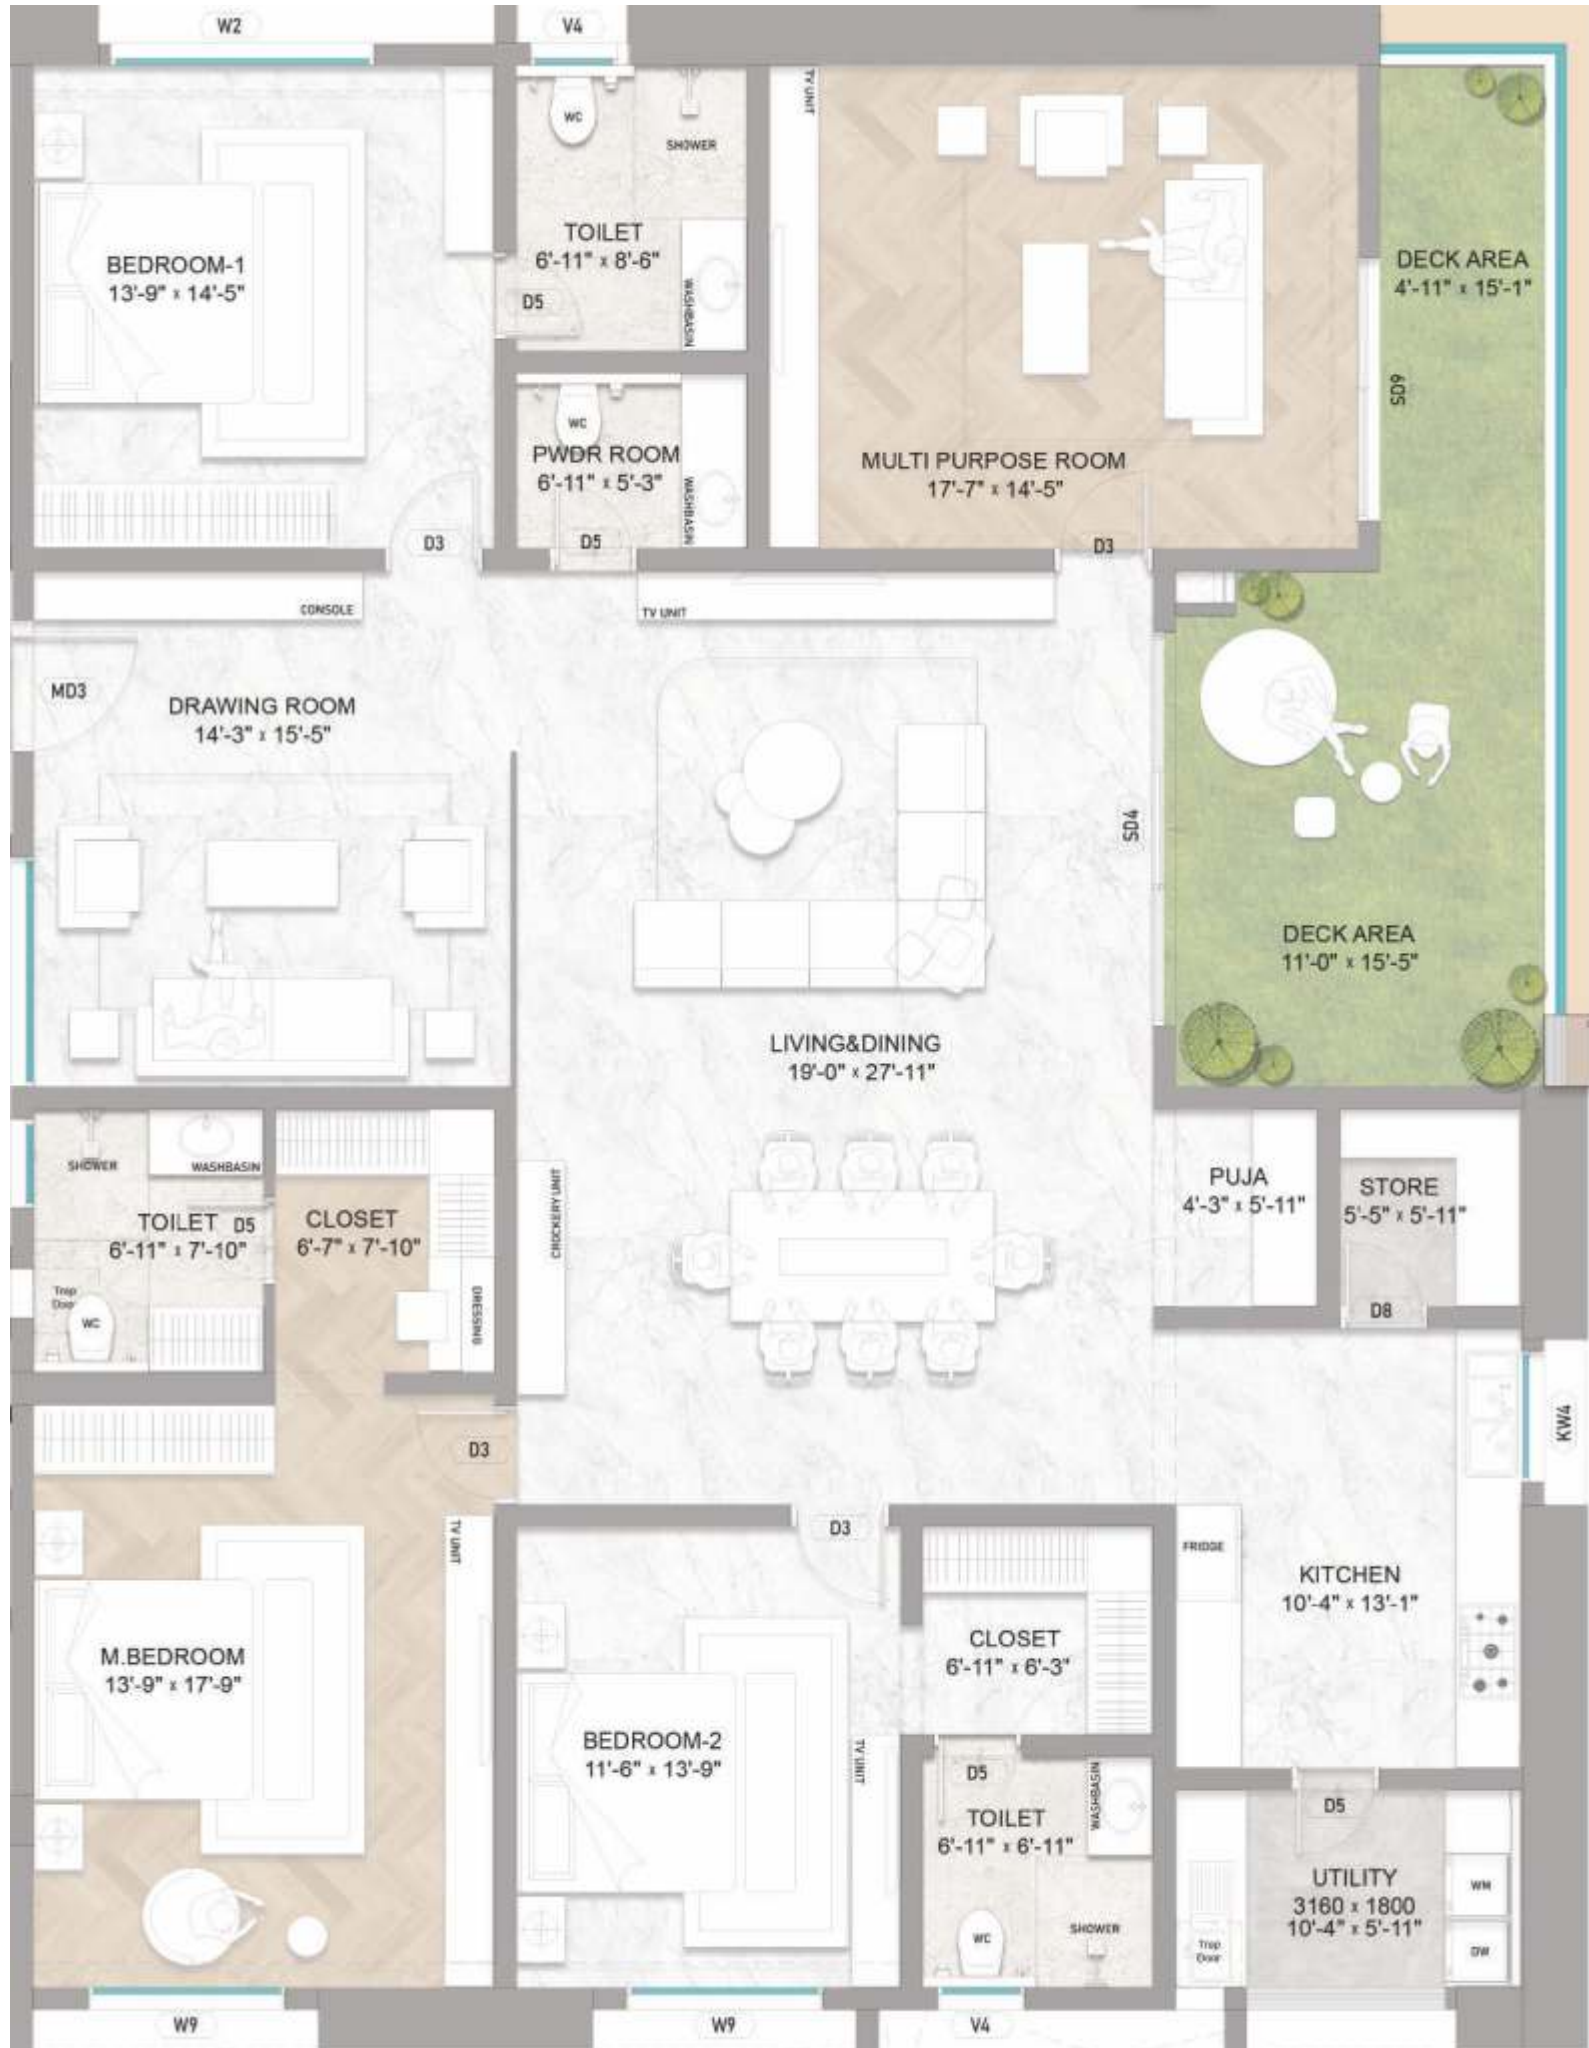 W2
V4
WC
SHOWER
TV UNIT
TOILET
6'-11" x 8'-6"
WASHBASIN
D5
BEDROOM-1
13'-9" x 14'-5"
DECK AREA
4'-11" x 15'-1"
SD9
WC
PWDR ROOM
6'-11" x 5'-3"
WASHBASIN
D5
MULTI PURPOSE ROOM
17'-7" x 14'-5"
D3
D3
CONSOLE
TV UNIT
MD3
DRAWING ROOM
14'-3" x 15'-5"
SD4
DECK AREA
11'-0" x 15'-5"
LIVING&DINING
19'-0" x 27'-11"
SHOWER
WASHBASIN
TOILET
6'-11" x 7'-10"
D5
CLOSET
6'-7" x 7'-10"
CROCKERY UNIT
PUJA
4'-3" x 5'-11"
STORE
5'-5" x 5'-11"
Trap
Door
WC
DRESSING
D8
KW4
D3
TV UNIT
D3
FRIDGE
KITCHEN
10'-4" x 13'-1"
M.BEDROOM
13'-9" x 17'-9"
CLOSET
6'-11" x 6'-3"
BEDROOM-2
11'-6" x 13'-9"
TV UNIT
D5
WASHBASIN
TOILET
6'-11" x 6'-11"
D5
UTILITY
3160 x 1800
10'-4" x 5'-11"
WM
WC
SHOWER
Trap
Door
DW
W9
W9
V4